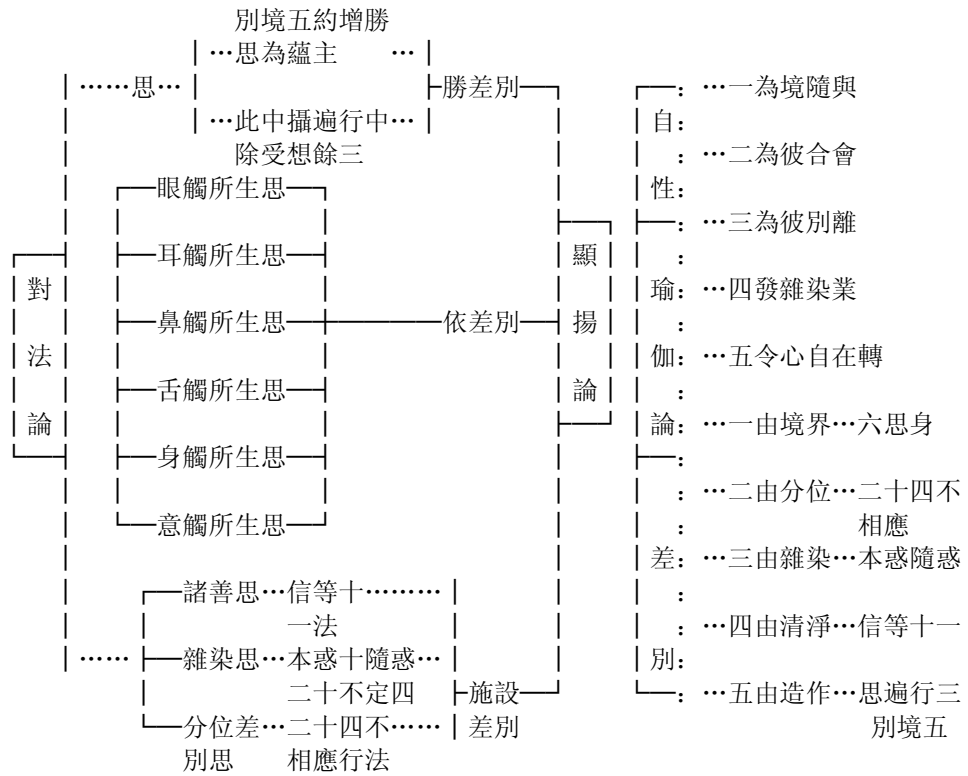 別境五約增勝
            │…思為蘊主　…│
   │……思…│　　　　　　├勝差別─┐　┌─：…一為境隨與
   │　　　　│…此中攝遍行中…│　　　　│　│自：
   │　　　　　　除受想餘三　　　　　　　│　│　：…二為彼合會
   │　┌─眼觸所生思─┐　　　　　　　│　│性：
   │　│　　　　　　　│　　　　　　　├─┐├─：…三為彼別離
┌─┤　├─耳觸所生思─┤　　　　　　　│顯││　：
│對│　│　　　　　　　│　　　　　　　│　││瑜：…四發雜染業
│　│　├─鼻觸所生思─┼────依差別─┤揚││　：
│法│　│　　　　　　　│　　　　　　　│　││伽：…五令心自在轉
│　│　├─舌觸所生思─┤　　　　　　　│論││　：
│論│　│　　　　　　　│　　　　　　　├─┘│論：…一由境界…六思身
└─┤　├─身觸所生思─┤　　　　　　　│　├─：
   │　│　　　　　　　│　　　　　　　│　│　：…二由分位…二十四不
   │　└─意觸所生思─┘　　　　　　　│　│　：　　　　　相應
   │　　　　　　　　　　　　　　　　　│　│差：…三由雜染…本惑隨惑
   │　　┌─諸善思…信等十………│　　│　│　：
   │　　│　　　　　一法　　　　　│　　│　│　：…四由清淨…信等十一
   │……├─雜染思…本惑十隨惑…│　　│　│別：
   　　　│　　　　　二十不定四　├施設─┘　└─：…五由造作…思遍行三
   　　　└─分位差…二十四不……│差別　　　　　　　　　　　　別境五
   　　　　　別思　　相應行法